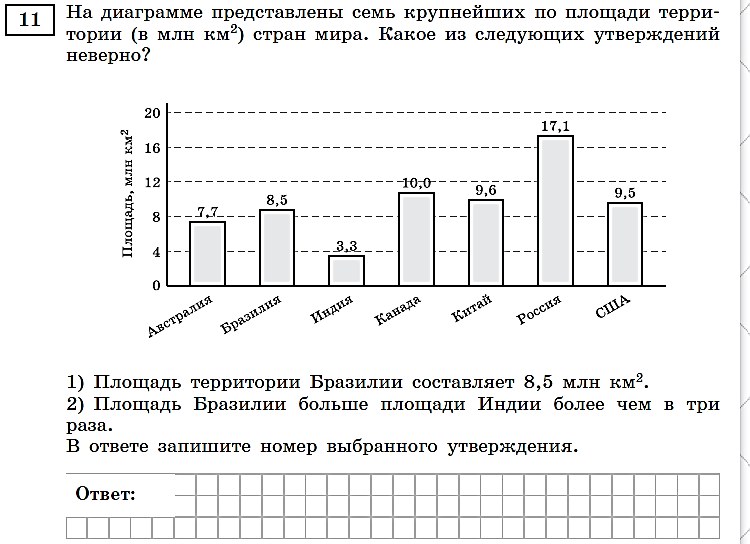 11
На диаграмме представлены семь крупнейших по площади терри-
тории (в млн км²) стран мира. Какое из следующих утверждений
неверно?
Площадь, млн км²
20
16
12
8
4
0
7,7
8,5
3,3
10,0
9,6
17,1
9,5
Австралия
Бразилия
Индия
Канада
Китай
Россия
США
1) Площадь территории Бразилии составляет 8,5 млн км².
2) Площадь Бразилии больше площади Индии более чем в три
раза.
В ответе запишите номер выбранного утверждения.
Ответ: